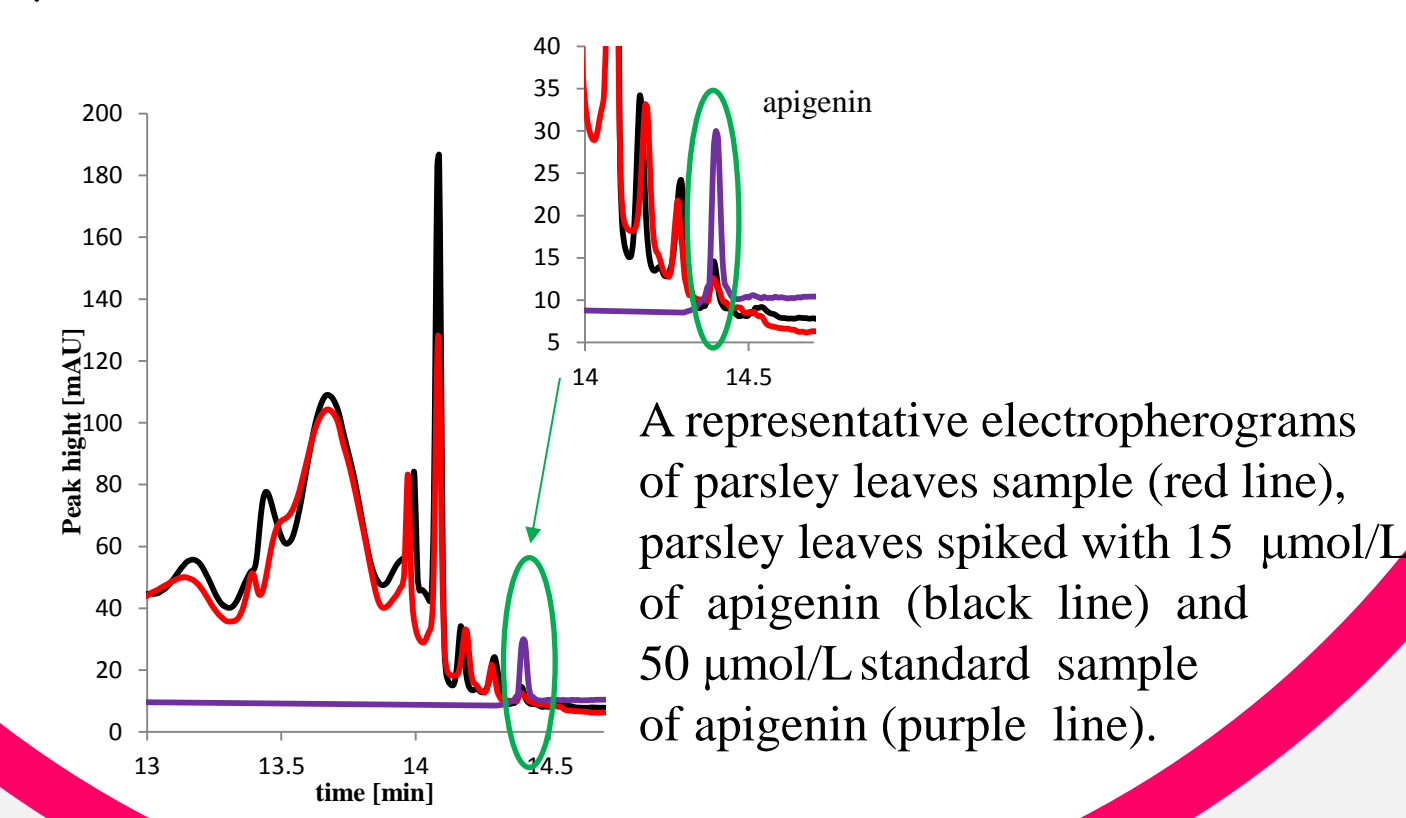 40
35
30
25
20
15
10
5
14 14.5
apigenin
200
180
160
140
120
100
80
60
40
20
0
13 13.5 14 14.5
Peak hight [mAU]
time [min]
A representative electropherograms
of parsley leaves sample (red line),
parsley leaves spiked with 15 μmol/L
of apigenin (black line) and
50 μmol/L standard sample
of apigenin (purple line).